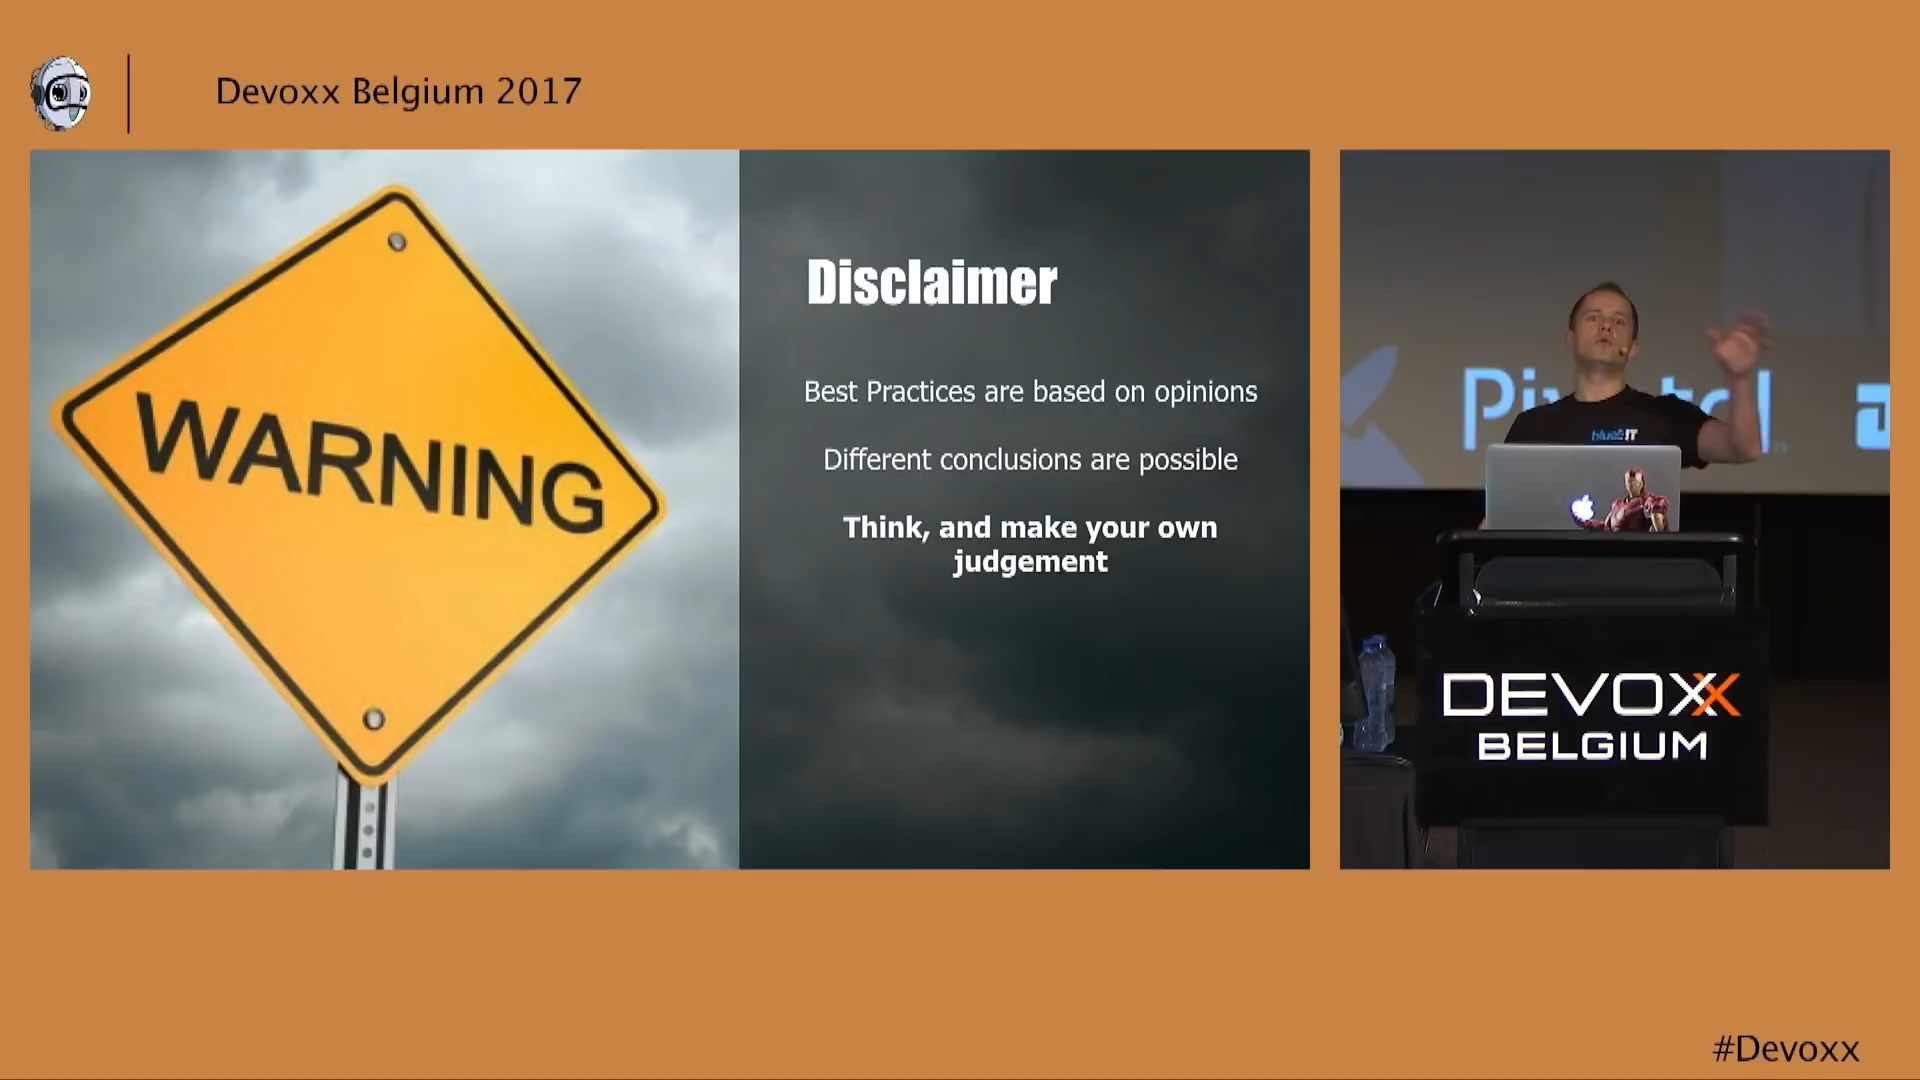 Devoxx Belgium 2017
WARNING
Disclaimer
Best Practices are based on opinions
Different conclusions are possible
Think, and make your own
judgement
DEVOXX
BELGIUM
#Devoxx